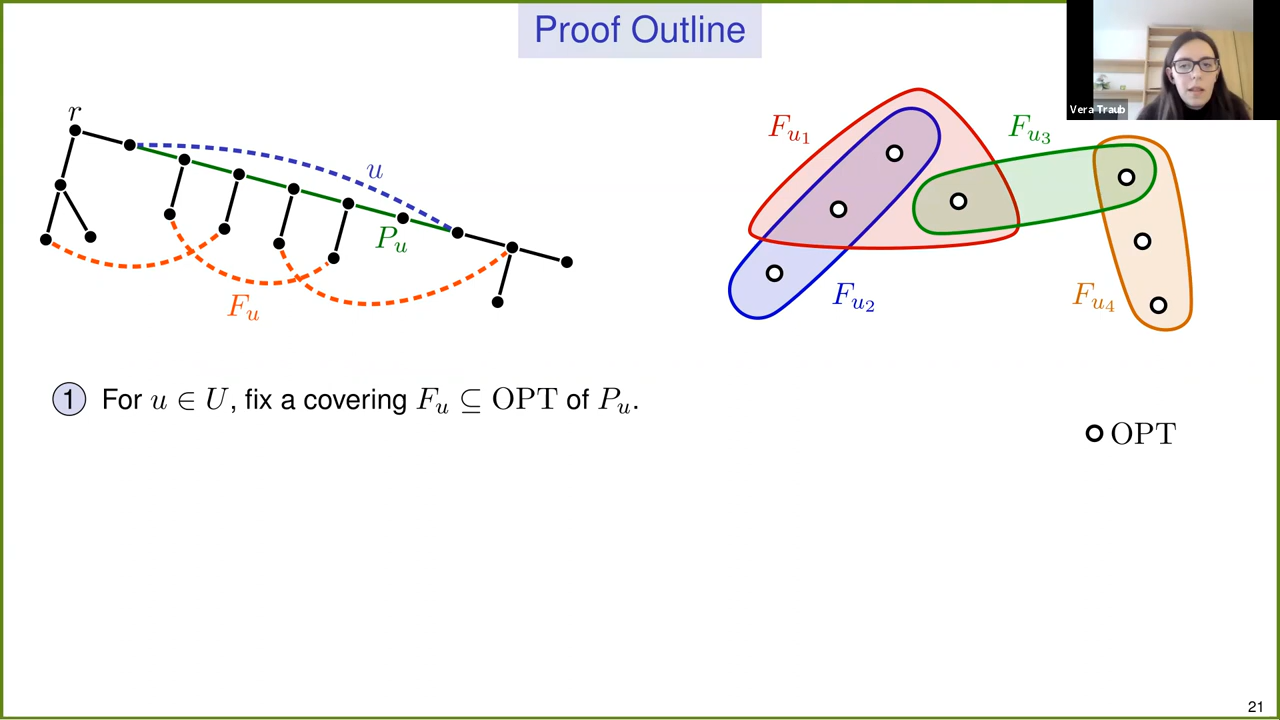 Proof Outline
Vera Traub
r
u
P_u
F_u
F_{u_1}
F_{u_3}
F_{u_2}
F_{u_4}
1 For u ∈ U, fix a covering F_u ⊆ OPT of P_u.
OPT
21